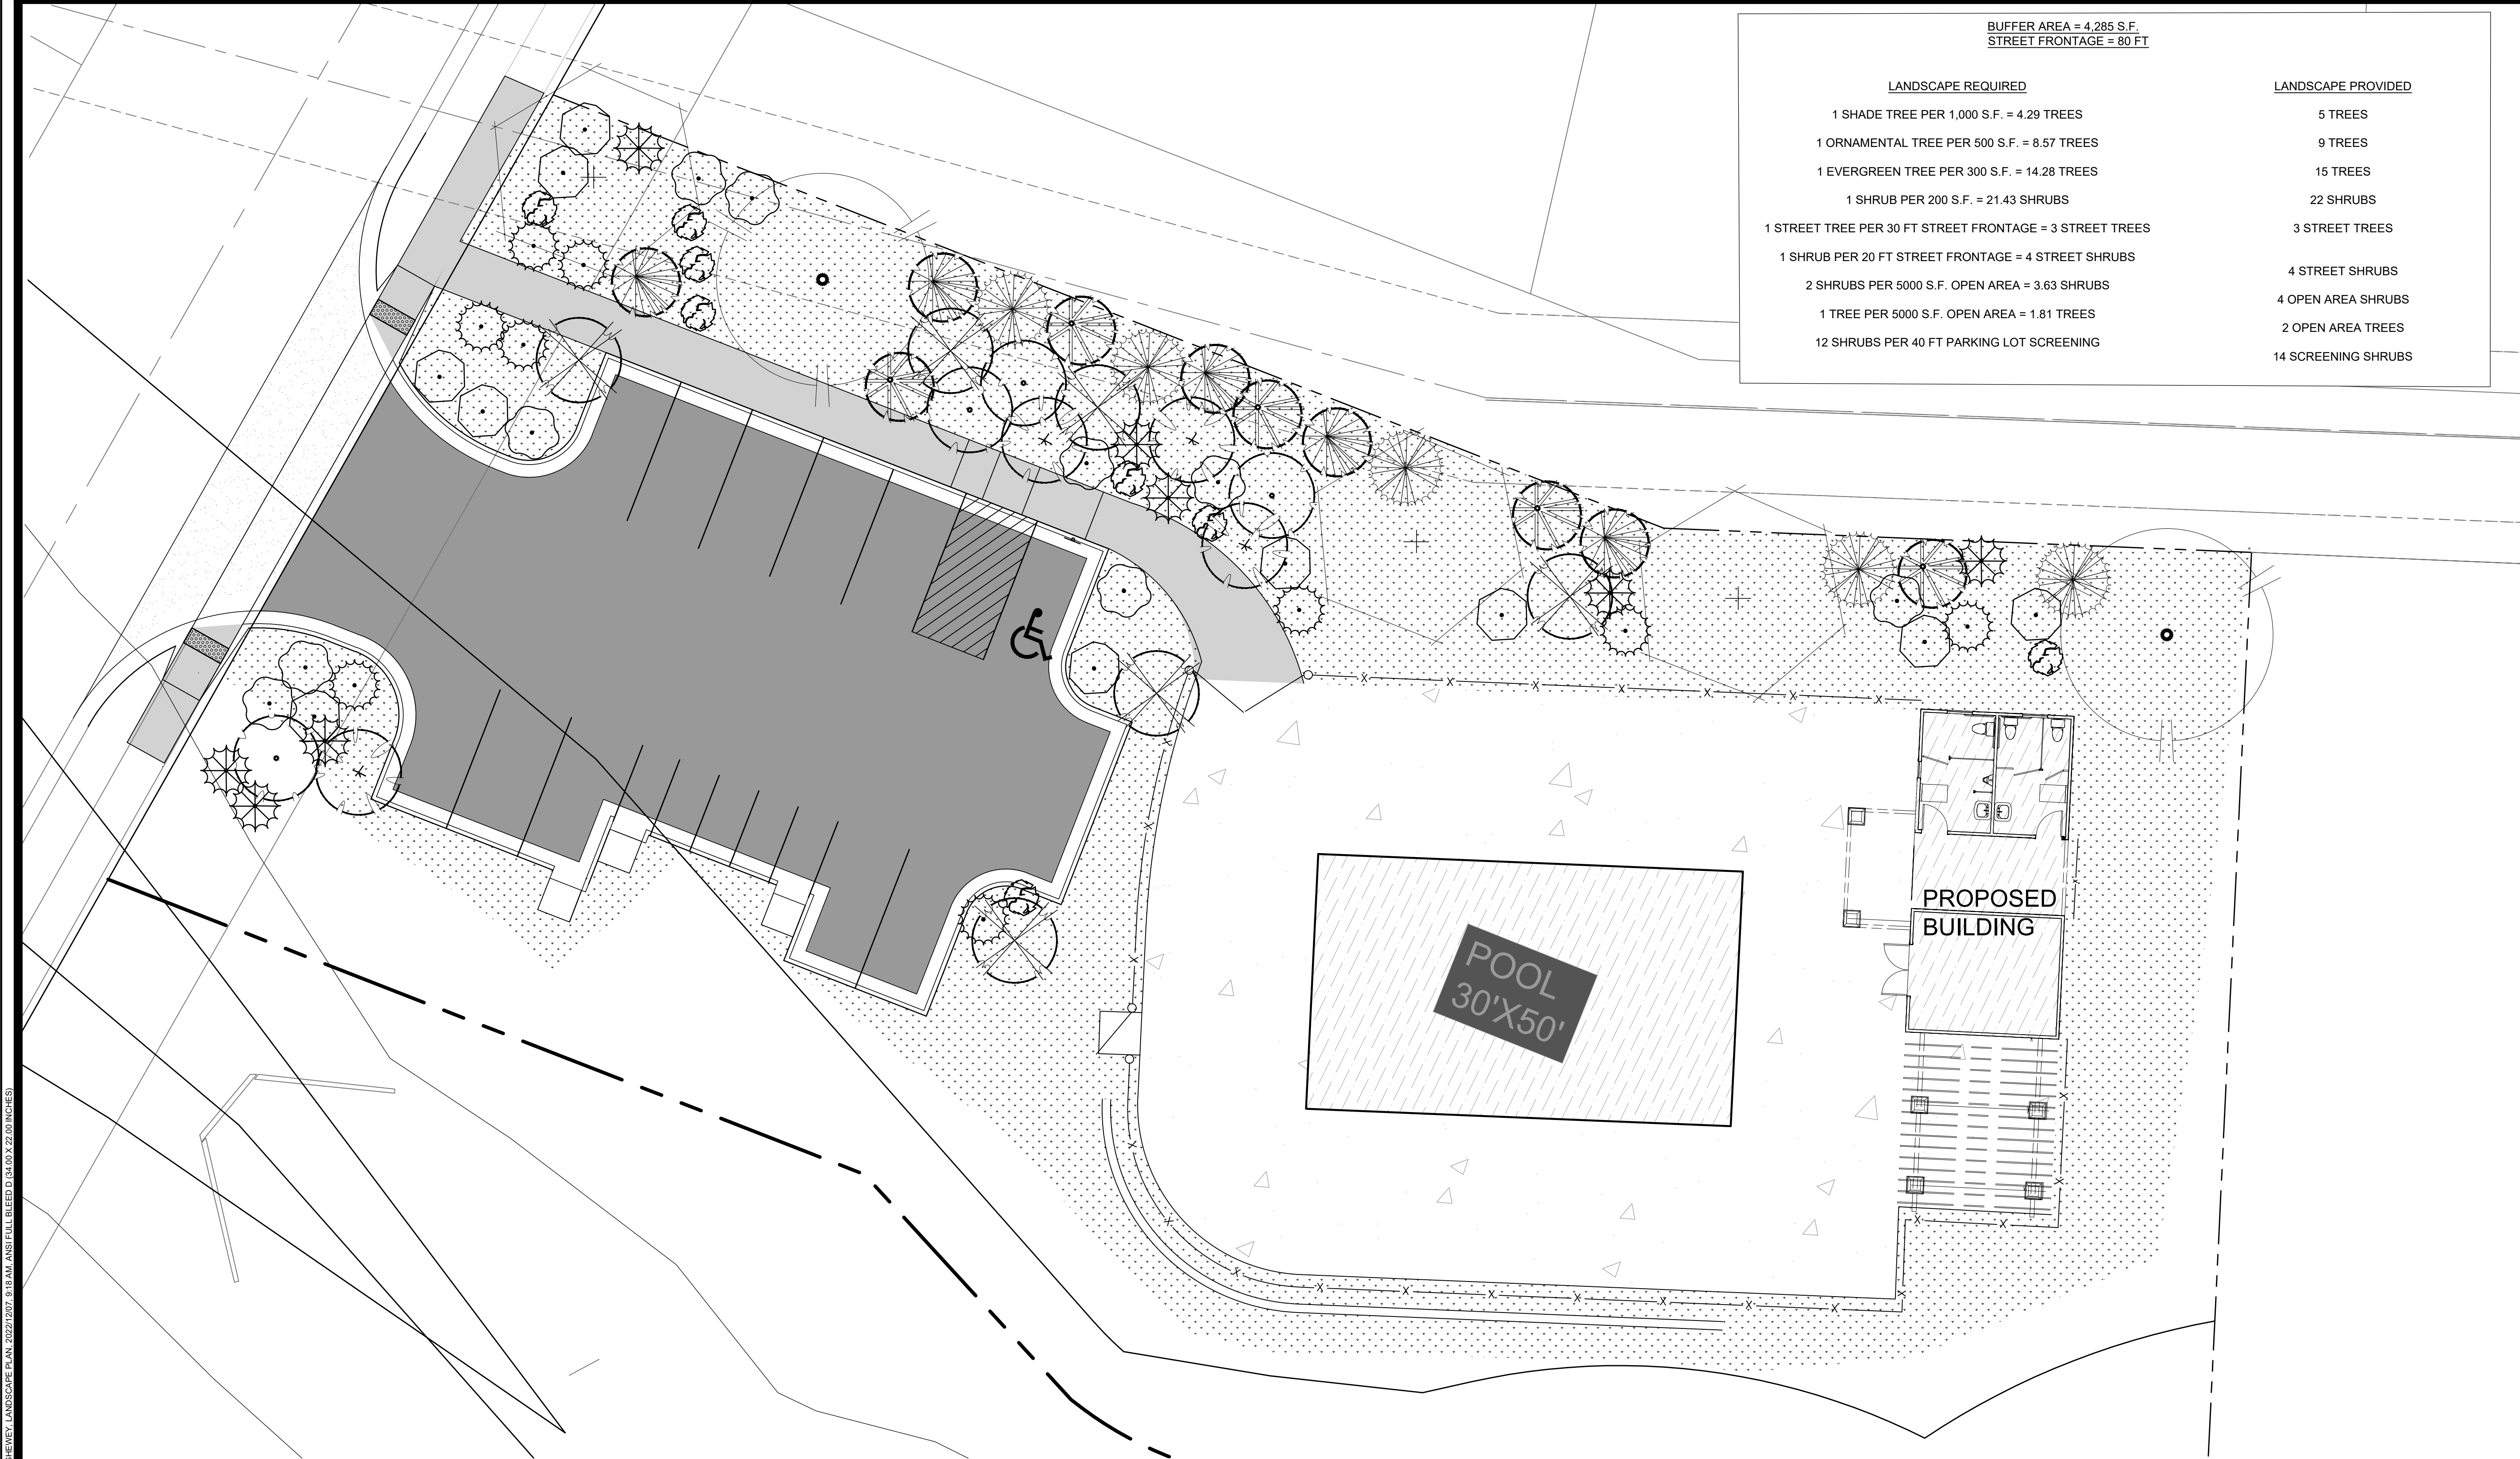 BUFFER AREA = 4,285 S.F.
STREET FRONTAGE = 80 FT
LANDSCAPE REQUIRED
LANDSCAPE PROVIDED
1 SHADE TREE PER 1,000 S.F. = 4.29 TREES
5 TREES
1 ORNAMENTAL TREE PER 500 S.F. = 8.57 TREES
9 TREES
1 EVERGREEN TREE PER 300 S.F. = 14.28 TREES
15 TREES
1 SHRUB PER 200 S.F. = 21.43 SHRUBS
22 SHRUBS
1 STREET TREE PER 30 FT STREET FRONTAGE = 3 STREET TREES
3 STREET TREES
1 SHRUB PER 20 FT STREET FRONTAGE = 4 STREET SHRUBS
4 STREET SHRUBS
2 SHRUBS PER 5000 S.F. OPEN AREA = 3.63 SHRUBS
4 OPEN AREA SHRUBS
1 TREE PER 5000 S.F. OPEN AREA = 1.81 TREES
2 OPEN AREA TREES
12 SHRUBS PER 40 FT PARKING LOT SCREENING
14 SCREENING SHRUBS
PROPOSED
BUILDING
POOL
30'X50'
SHEWEY, LANDSCAPE PLAN, 2022/12/07, 9:18 AM, ANSI FULL BLEED D (34.00 X 22.00 INCHES)